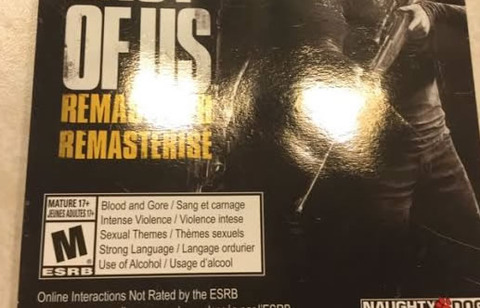 OF US
REMASTERISÉ
MATURE 17+
JEUNES ADULTES 17+
M
ESRB
Blood and Gore / Sang et carnage
Intense Violence / Violence intese
Sexual Themes / Thèmes sexuels
Strong Language / Langage ordurier
Use of Alcohol / Usage d'alcool
Online Interactions Not Rated by the ESRB
NAUGHTY DOG